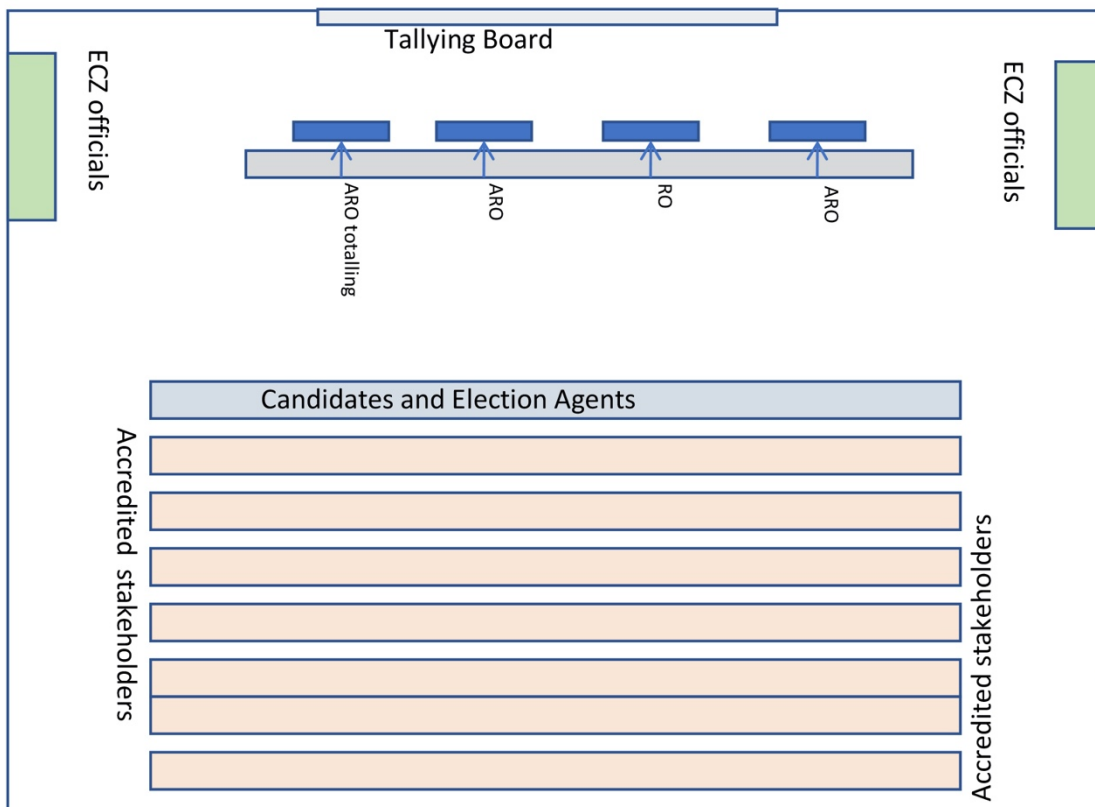 Tallying Board
ECZ officials
ECZ officials
ARO totalling
ARO
RO
ARO
Candidates and Election Agents
Accredited stakeholders
Accredited stakeholders